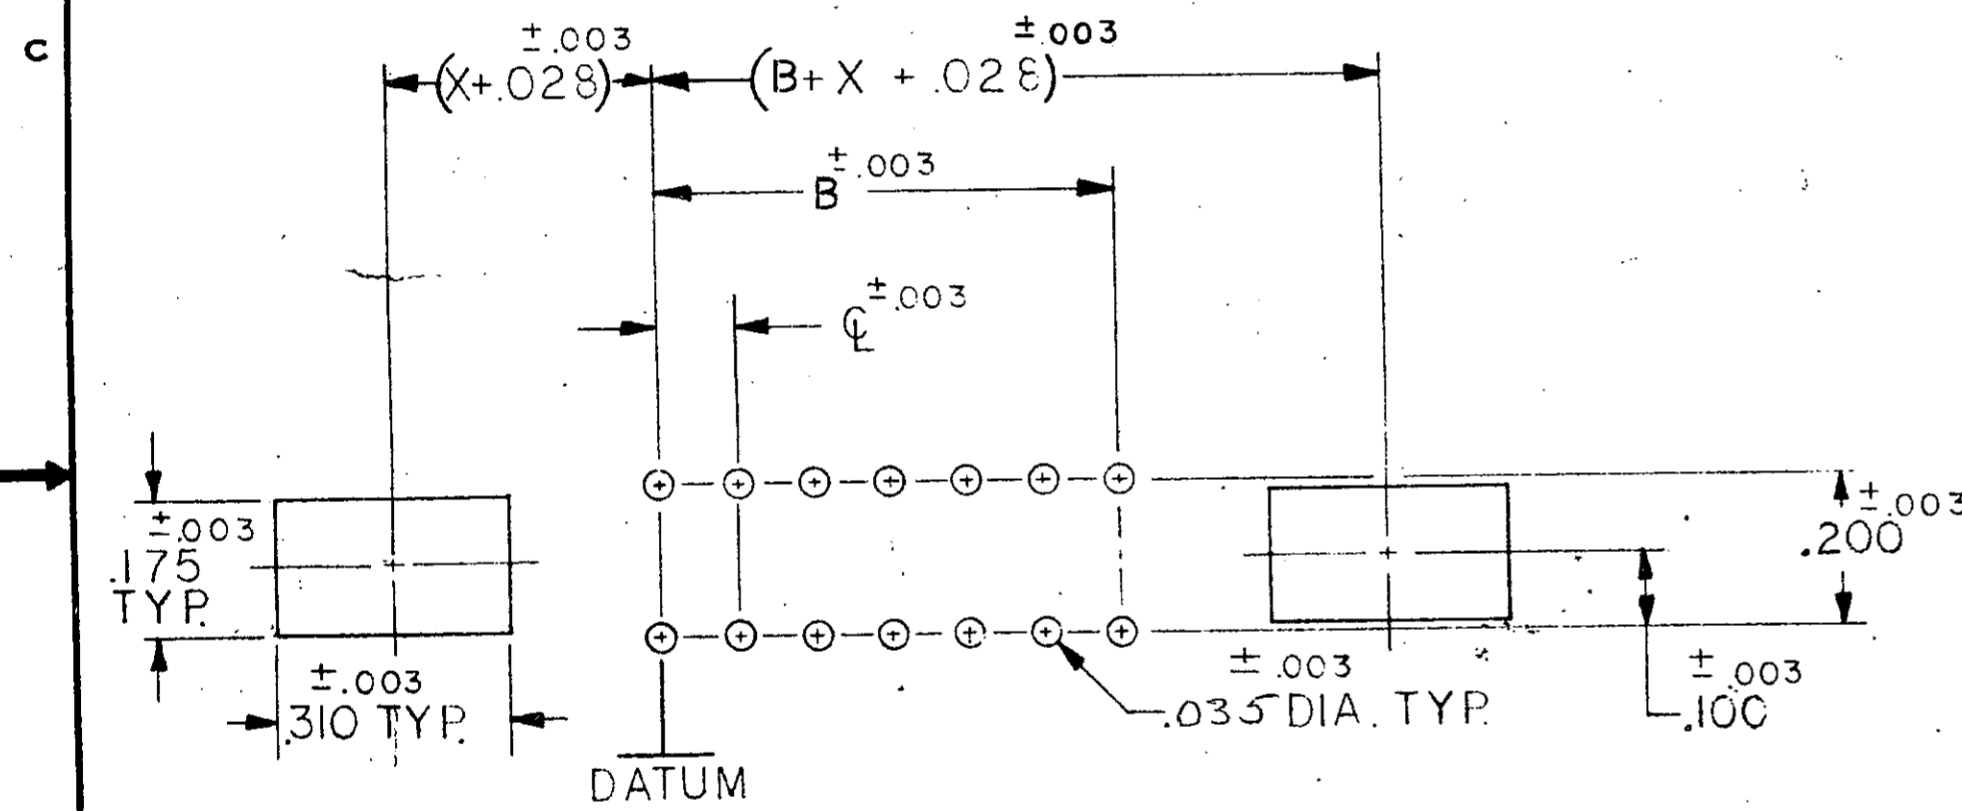 C
±.003
(X+.028)
±.003
(B+X +.028)
±.003
B
±.003
℄
±.003
.175
TYP.
±.003
.310 TYP.
DATUM
±.003
.035 DIA. TYP.
±.003
.200
±.003
.100